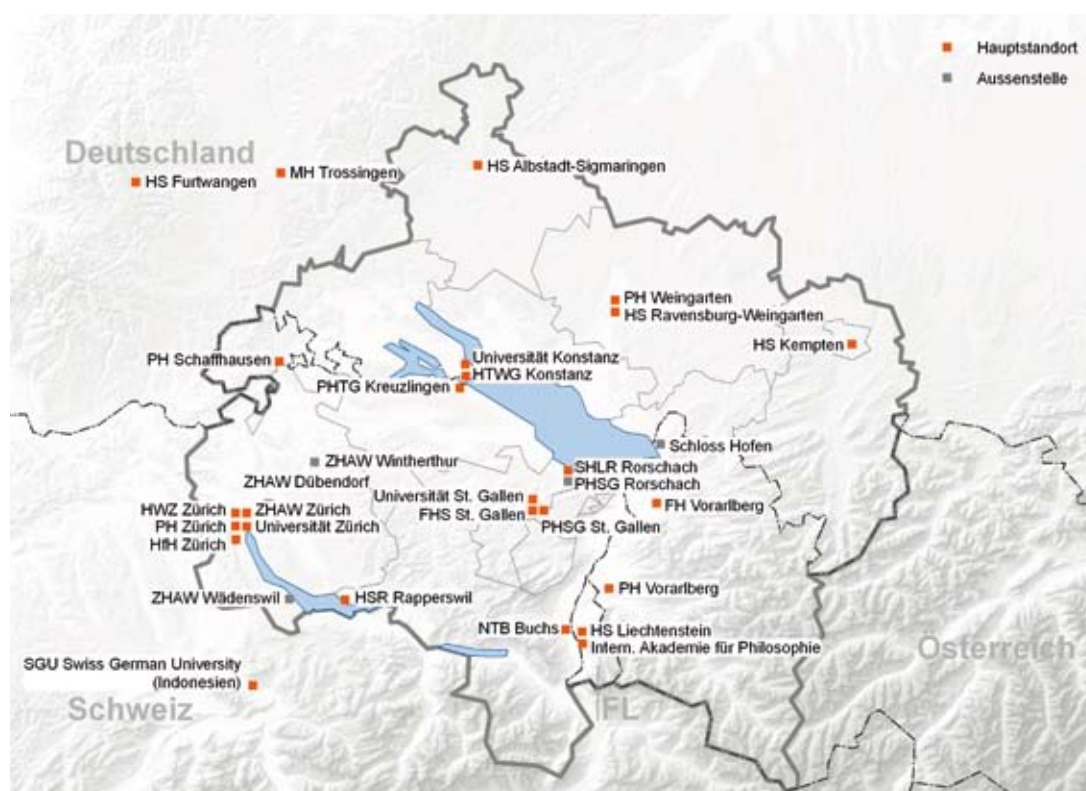 Hauptstandort
Aussenstelle
Deutschland
HS Furtwangen
MH Trossingen
HS Albstadt-Sigmaringen
PH Weingarten
HS Ravensburg-Weingarten
HS Kempten
PH Schaffhausen
Universität Konstanz
HTWG Konstanz
PHTG Kreuzlingen
Schloss Hofen
ZHAW Wintherthur
ZHAW Dübendorf
SHLR Rorschach
PHSG Rorschach
Universität St. Gallen
FHS St. Gallen
PHSG St. Gallen
FH Vorarlberg
HWZ Zürich
ZHAW Zürich
PH Zürich
Universität Zürich
HfH Zürich
ZHAW Wädenswil
HSR Rapperswil
PH Vorarlberg
NTB Buchs
HS Liechtenstein
Intern. Akademie für Philosophie
Österreich
SGU Swiss German University
(Indonesien)
Schweiz
FL